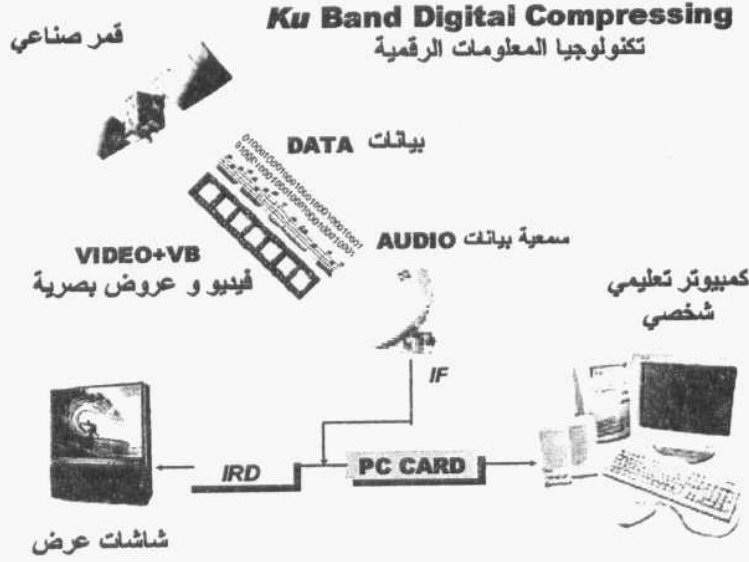 Ku Band Digital Compressing
تكنولوجيا المعلومات الرقمية
قمر صناعي
DATA بيانات
AUDIO سمعية بيانات
VIDEO+VB
فيديو و عروض بصرية
كمبيوتر تعليمي
شخصي
IF
IRD
PC CARD
شاشات عرض